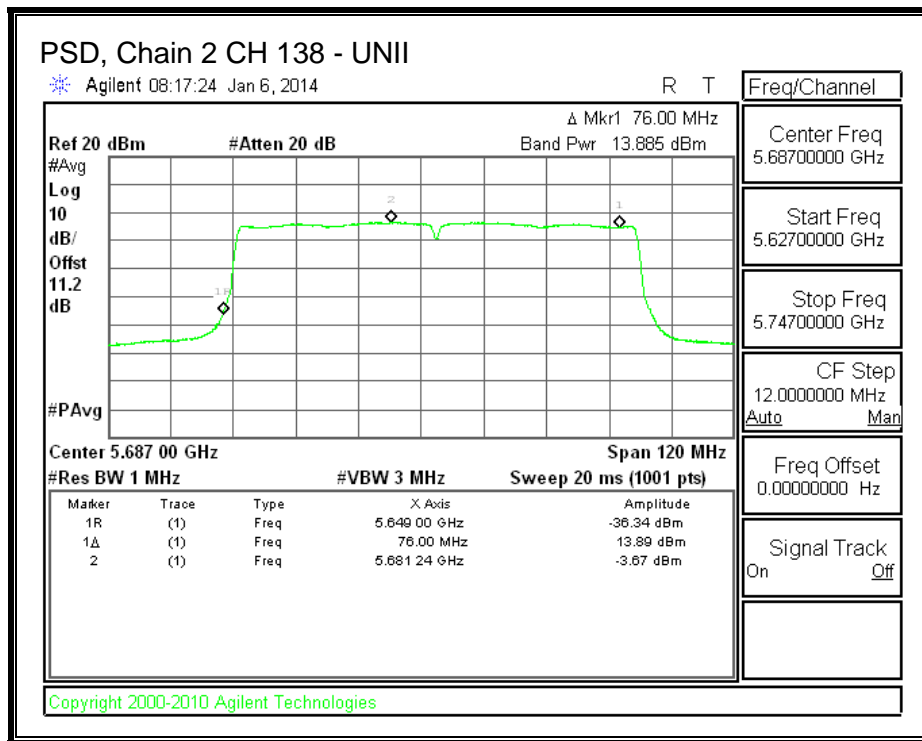 PSD, Chain 2 CH 138 - UNII
Agilent 08:17:24 Jan 6, 2014 R T
Freq/Channel
Δ Mkr1 76.00 MHz
Ref 20 dBm #Atten 20 dB Band Pwr 13.885 dBm
#Avg
Log
10
dB/
Offst
11.2
dB
2
1
1R
#PAvg
Center 5.687 00 GHz Span 120 MHz
#Res BW 1 MHz #VBW 3 MHz Sweep 20 ms (1001 pts)
Marker Trace Type X Axis Amplitude
1R (1) Freq 5.649 00 GHz -36.34 dBm
1Δ (1) Freq 76.00 MHz 13.89 dBm
2 (1) Freq 5.681 24 GHz -3.67 dBm
Center Freq
5.68700000 GHz
Start Freq
5.62700000 GHz
Stop Freq
5.74700000 GHz
CF Step
12.0000000 MHz
Auto Man
Freq Offset
0.00000000 Hz
Signal Track
On Off
Copyright 2000-2010 Agilent Technologies